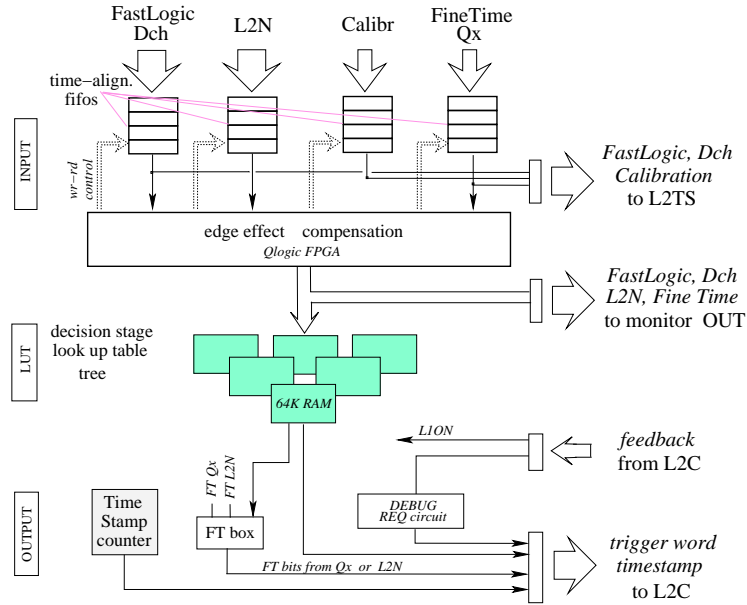 FastLogic
Dch
L2N
Calibr
FineTime
Qx
time-align.
fifos
INPUT
wr-rd
control
FastLogic, Dch
Calibration
to L2TS
edge effect compensation
Qlogic FPGA
FastLogic, Dch
L2N, Fine Time
to monitor OUT
LUT
decision stage
look up table
tree
64K RAM
L1ON
feedback
from L2C
FT Qx
FT L2N
DEBUG
REQ circuit
OUTPUT
Time
Stamp
counter
FT box
FT bits from Qx or L2N
trigger word
timestamp
to L2C